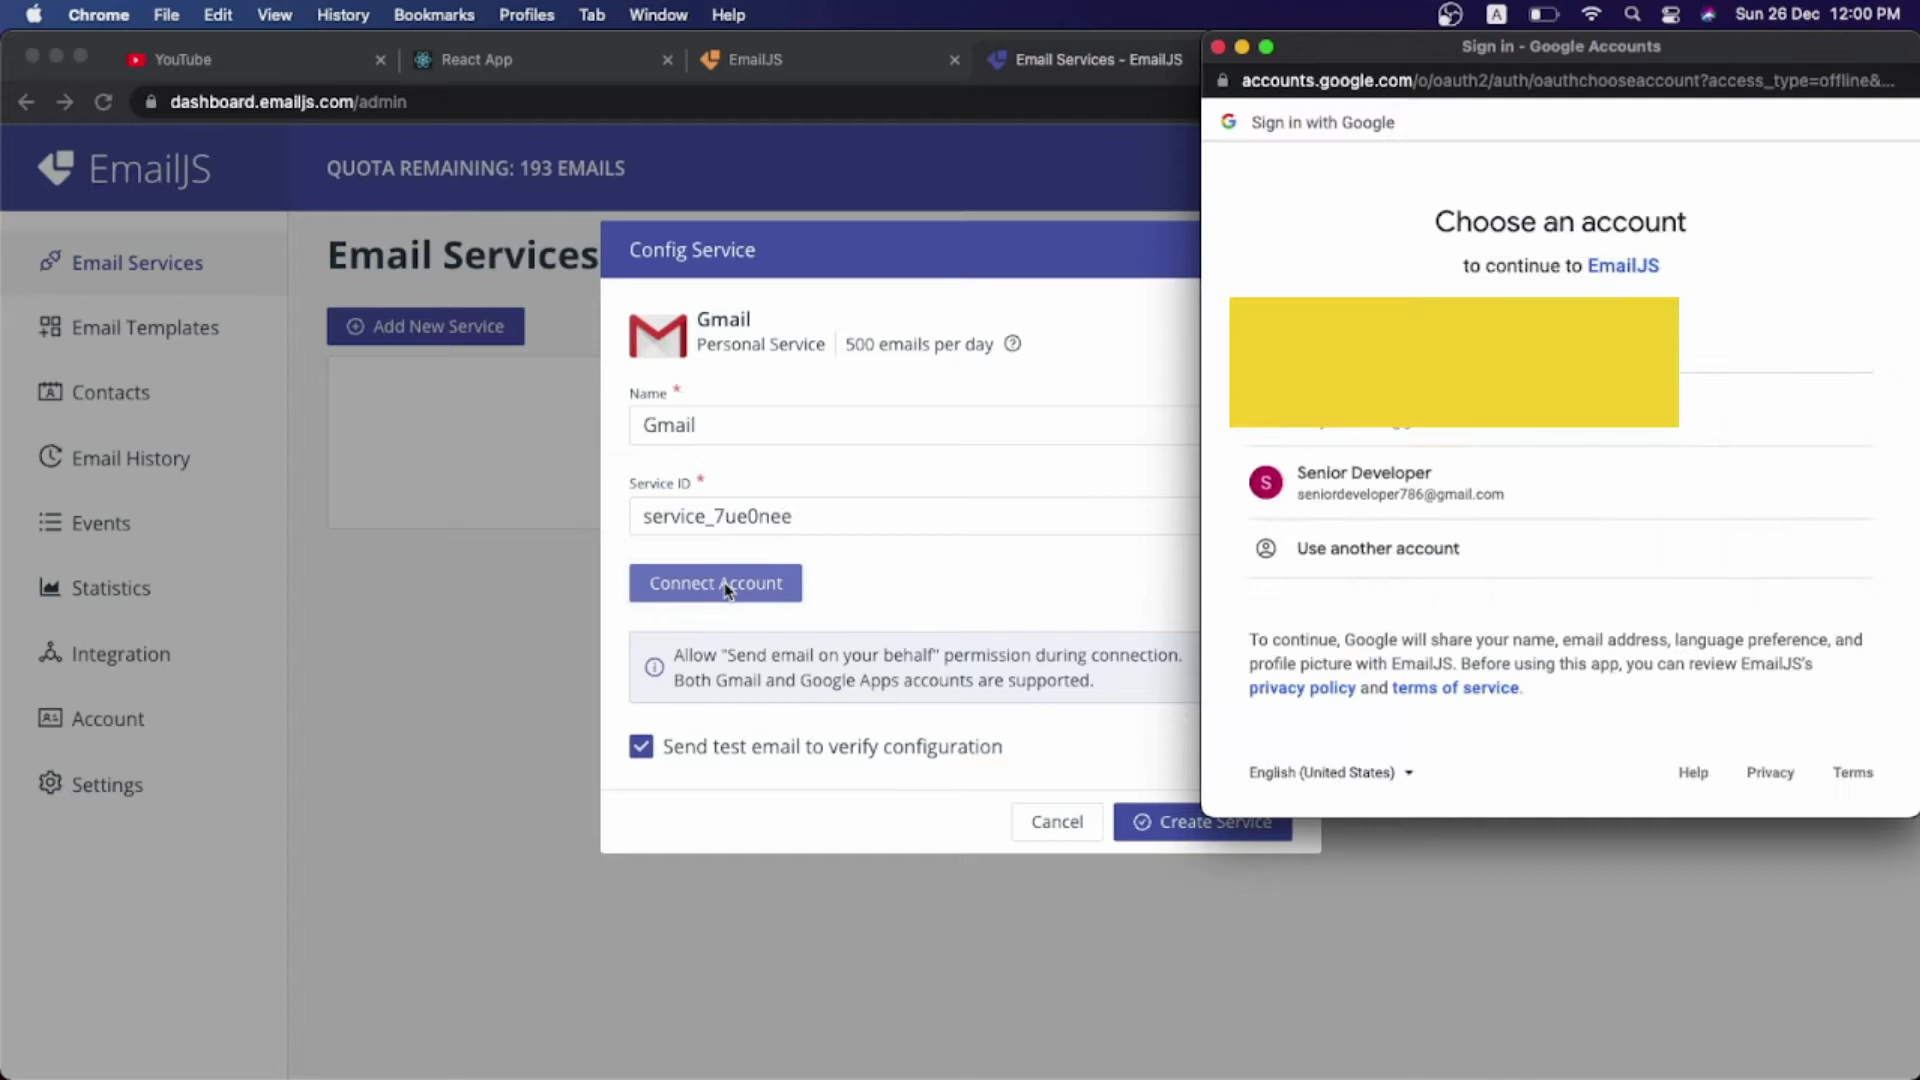 Chrome File Edit View History Bookmarks Profiles Tab Window Help
A Sun 26 Dec 12:00 PM
YouTube
React App
EmailJS
Email Services - EmailJS
dashboard.emailjs.com/admin
EmailJS
QUOTA REMAINING: 193 EMAILS
Email Services
Email Templates
Contacts
Email History
Events
Statistics
Integration
Account
Settings
Email Services
Add New Service
Config Service
Gmail
Personal Service 500 emails per day
Name *
Gmail
Service ID *
service_7ue0nee
Connect Account
Allow "Send email on your behalf" permission during connection.
Both Gmail and Google Apps accounts are supported.
Send test email to verify configuration
Cancel
Create Service
Sign in - Google Accounts
accounts.google.com/o/oauth2/auth/oauthchooseaccount?access_type=offline&...
Sign in with Google
Choose an account
to continue to EmailJS
S
Senior Developer
seniordeveloper786@gmail.com
Use another account
To continue, Google will share your name, email address, language preference, and
profile picture with EmailJS. Before using this app, you can review EmailJS's
privacy policy and terms of service.
English (United States)
Help Privacy Terms